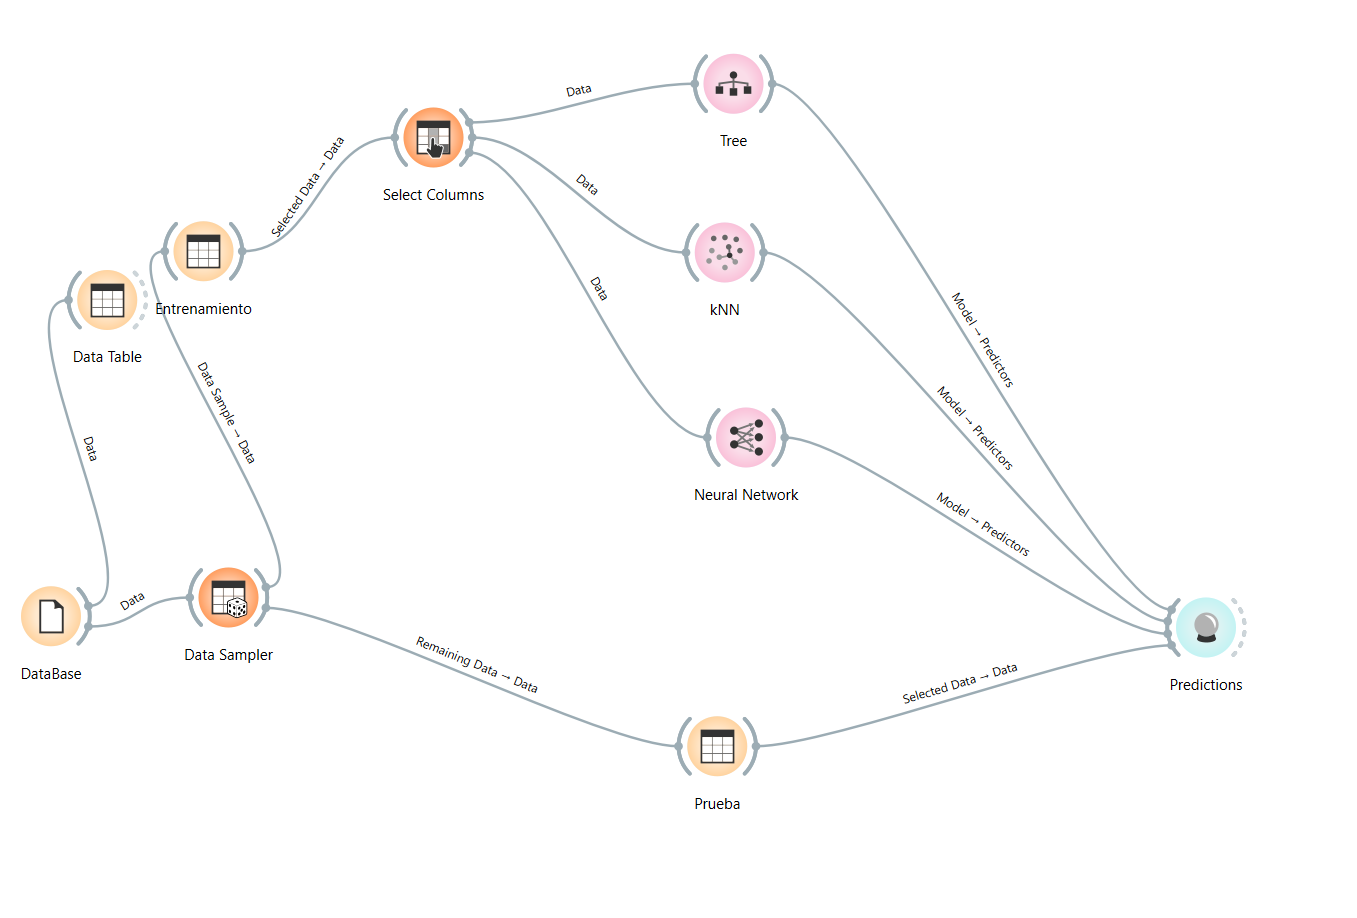 Data
Tree
Selected Data → Data
Select Columns
Data
Data
Entrenamiento
kNN
Data Table
Model → Predictors
Data Sample → Data
Model → Predictors
Data
Neural Network
Model → Predictors
Data
DataBase
Data Sampler
Remaining Data → Data
Selected Data → Data
Predictions
Prueba